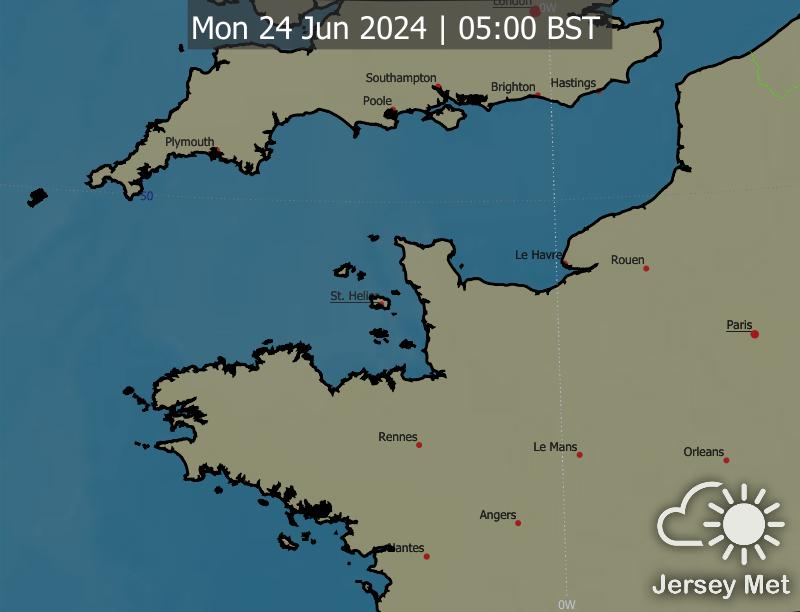 London
0W
Mon 24 Jun 2024 | 05:00 BST
Southampton
Brighton
Hastings
Poole
Plymouth
50
Le Havre
Rouen
St. Helier
Paris
Rennes
Le Mans
Orleans
Angers
Nantes
Jersey Met
0W